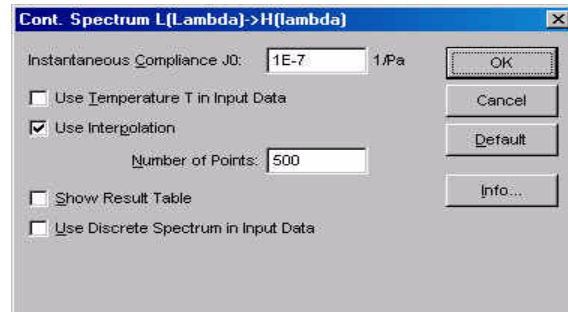 Cont. Spectrum L(Lambda)->H(lambda)
Instantaneous Compliance J0: 1E-7 1/Pa
OK
Use Temperature T in Input Data
Cancel
Use Interpolation
Default
Number of Points: 500
Info...
Show Result Table
Use Discrete Spectrum in Input Data